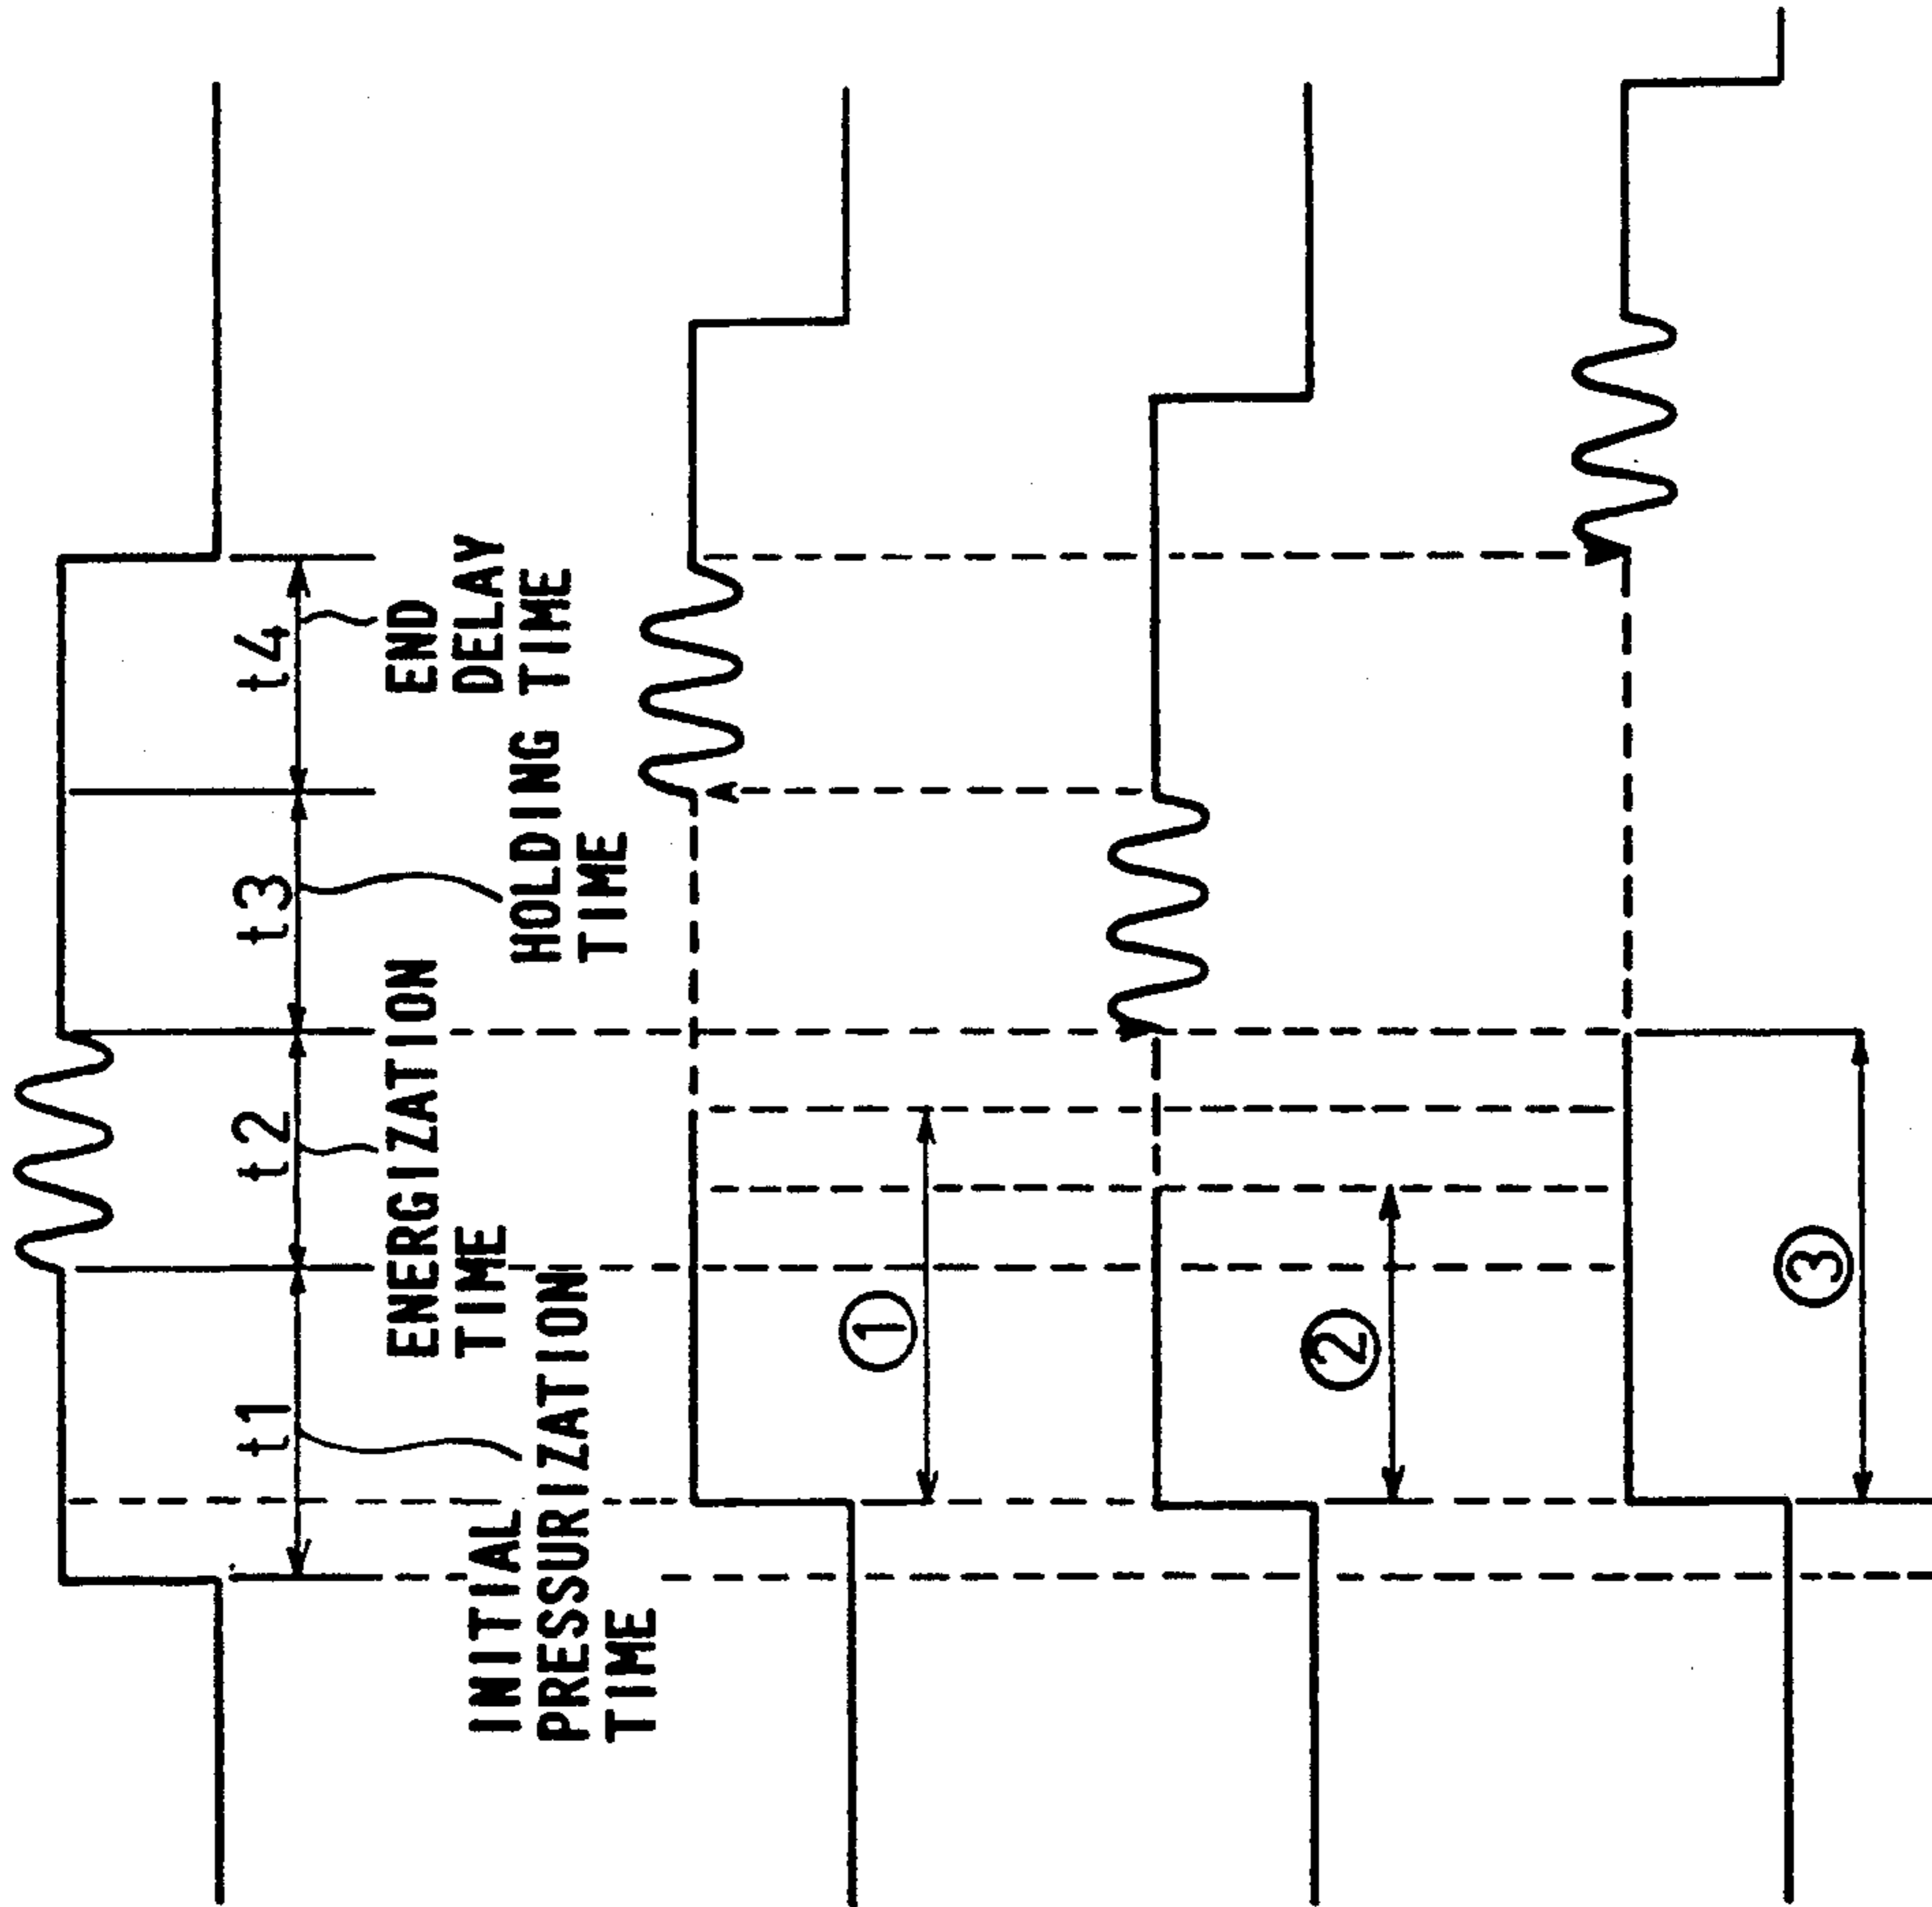 t1
t2
t3
t4
INITIAL
PRESSURIZATION
TIME
ENERGIZATION
TIME
HOLDING
TIME
END
DELAY
TIME
①
②
③